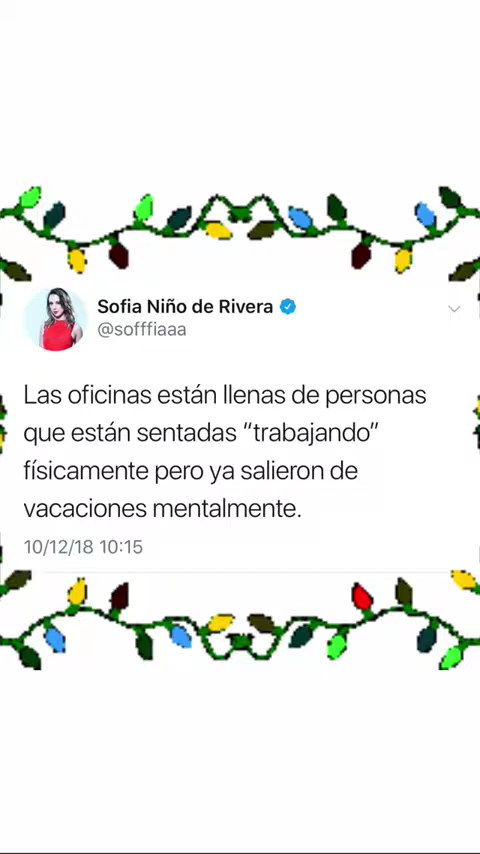 Sofia Niño de Rivera
@sofffiaaa
Las oficinas están llenas de personas
que están sentadas “trabajando”
físicamente pero ya salieron de
vacaciones mentalmente.
10/12/18 10:15